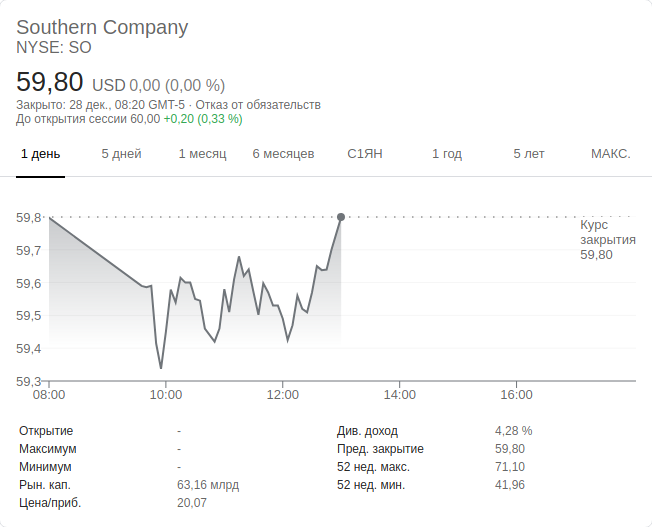 Southern Company
NYSE: SO
59,80 USD 0,00 (0,00 %)
Закрыто: 28 дек., 08:20 GMT-5 · Отказ от обязательств
До открытия сессии 60,00 +0,20 (0,33 %)
1 день 5 дней 1 месяц 6 месяцев С1ЯН 1 год 5 лет МАКС.
59,8
Курс
закрытия
59,80
59,7
59,6
59,5
59,4
59,3
08:00 10:00 12:00 14:00 16:00
Открытие - Див. доход 4,28 %
Максимум - Пред. закрытие 59,80
Минимум - 52 нед. макс. 71,10
Рын. кап. 63,16 млрд 52 нед. мин. 41,96
Цена/приб. 20,07